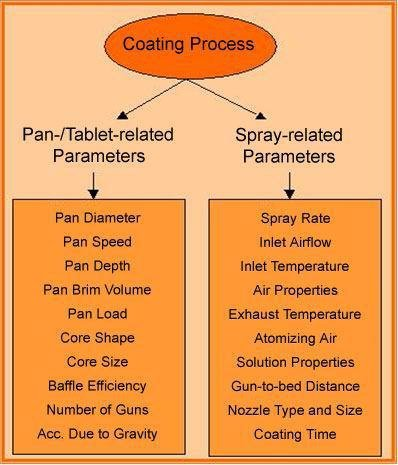 Coating Process
Pan-/Tablet-related
Parameters
Pan Diameter
Pan Speed
Pan Depth
Pan Brim Volume
Pan Load
Core Shape
Core Size
Baffle Efficiency
Number of Guns
Acc. Due to Gravity
Spray-related
Parameters
Spray Rate
Inlet Airflow
Inlet Temperature
Air Properties
Exhaust Temperature
Atomizing Air
Solution Properties
Gun-to-bed Distance
Nozzle Type and Size
Coating Time